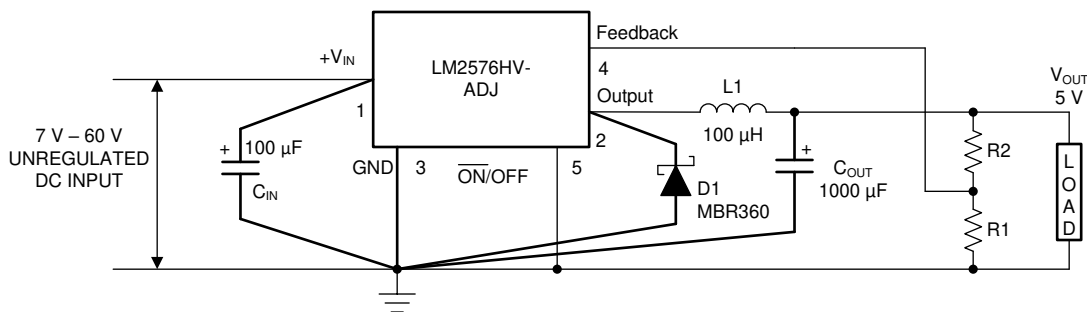 +VIN
7 V – 60 V
UNREGULATED
DC INPUT
100 µF
+
CIN
LM2576HV-
ADJ
1
GND
3
ON/OFF
5
Feedback
4
Output
2
L1
100 µH
D1
MBR360
+
COUT
1000 µF
R2
R1
VOUT
5 V
LOAD